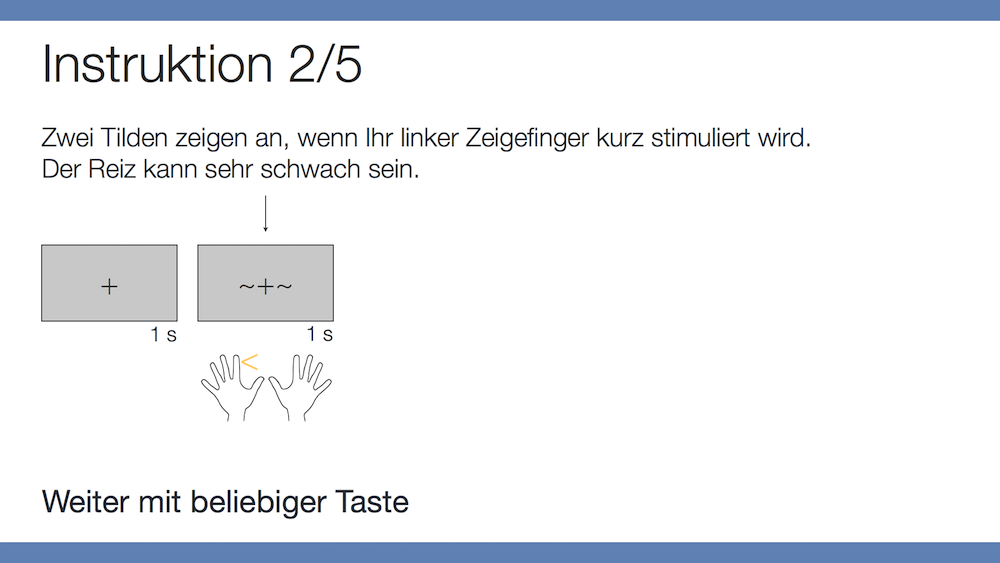 Instruktion 2/5
Zwei Tilden zeigen an, wenn Ihr linker Zeigefinger kurz stimuliert wird.
Der Reiz kann sehr schwach sein.
+
~+~
1 s
1 s
Weiter mit beliebiger Taste